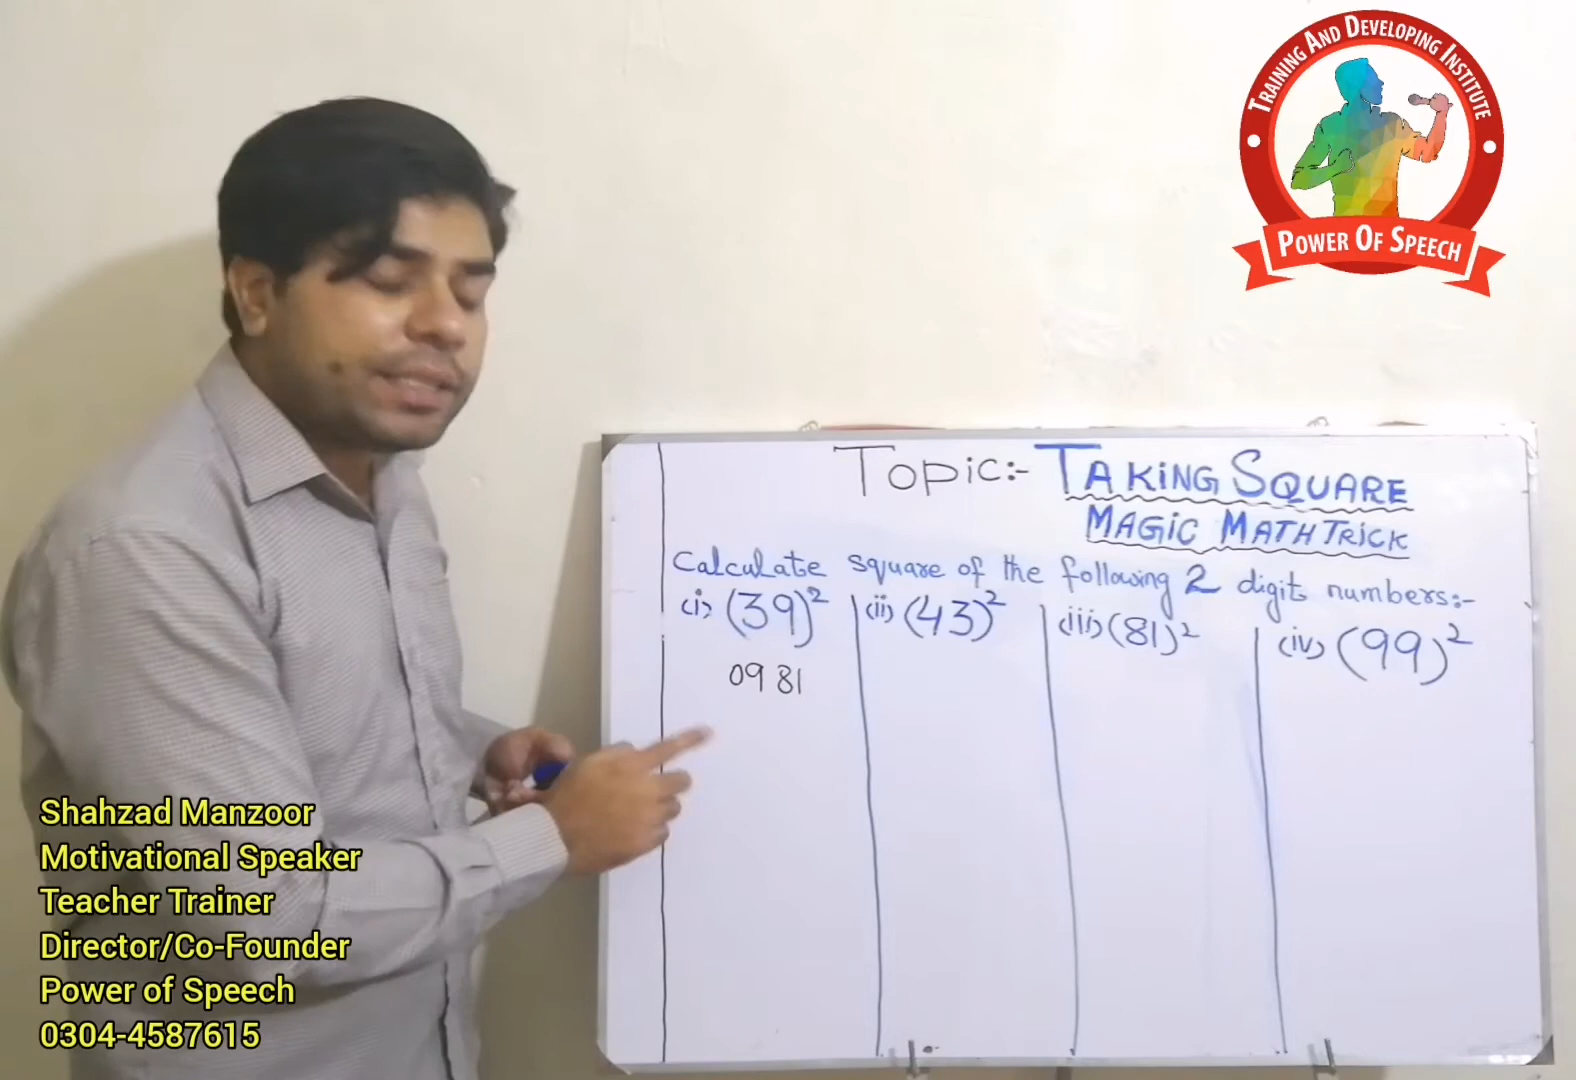 TRAINING AND DEVELOPING INSTITUTE
POWER OF SPEECH
Topic:- TAKING SQUARE
MAGIC MATH TRICK
Calculate square of the following 2 digit numbers:-
(i) (39)² (ii) (43)² (iii) (81)² (iv) (99)²
09 81
Shahzad Manzoor
Motivational Speaker
Teacher Trainer
Director/Co-Founder
Power of Speech
0304-4587615